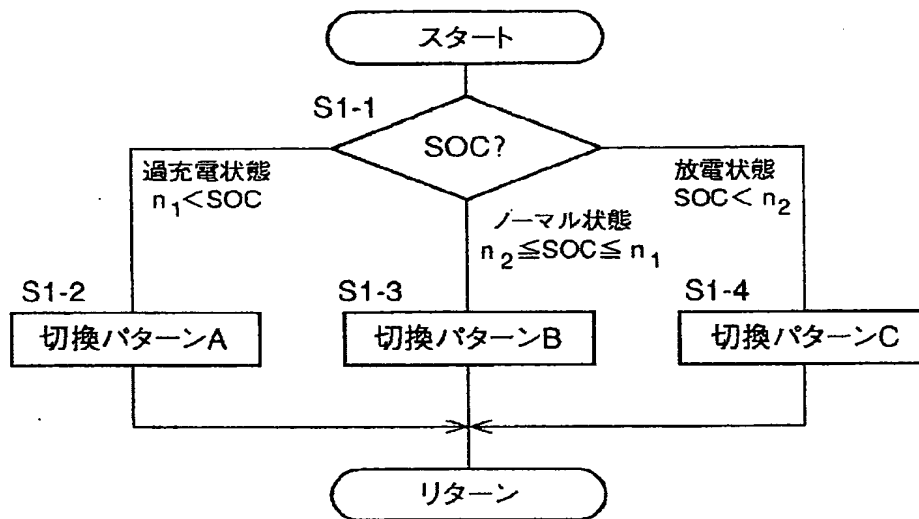 スタート
S1-1
SOC?
過充電状態
n₁<SOC
放電状態
SOC<n₂
ノーマル状態
n₂≦SOC≦n₁
S1-2
S1-3
S1-4
切換パターンA
切換パターンB
切換パターンC
リターン